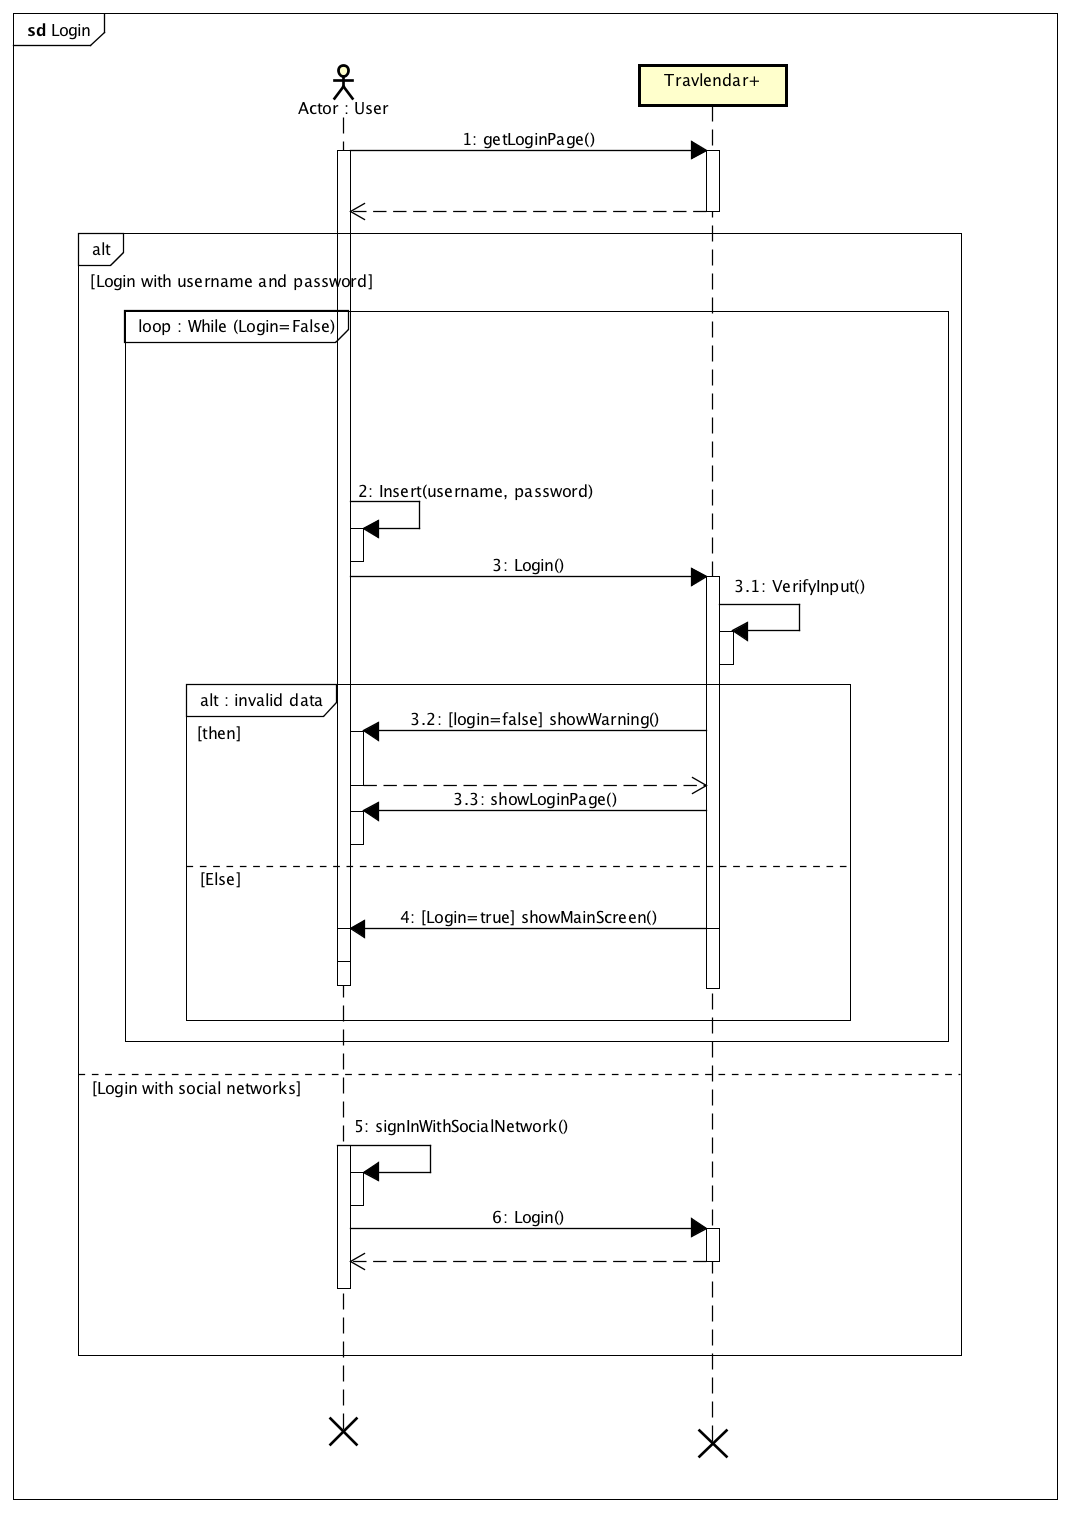 sd Login
Actor : User
Travlendar+
1: getLoginPage()
alt
[Login with username and password]
loop : While (Login=False)
2: Insert(username, password)
3: Login()
3.1: VerifyInput()
alt : invalid data
3.2: [login=false] showWarning()
[then]
3.3: showLoginPage()
[Else]
4: [Login=true] showMainScreen()
[Login with social networks]
5: signInWithSocialNetwork()
6: Login()